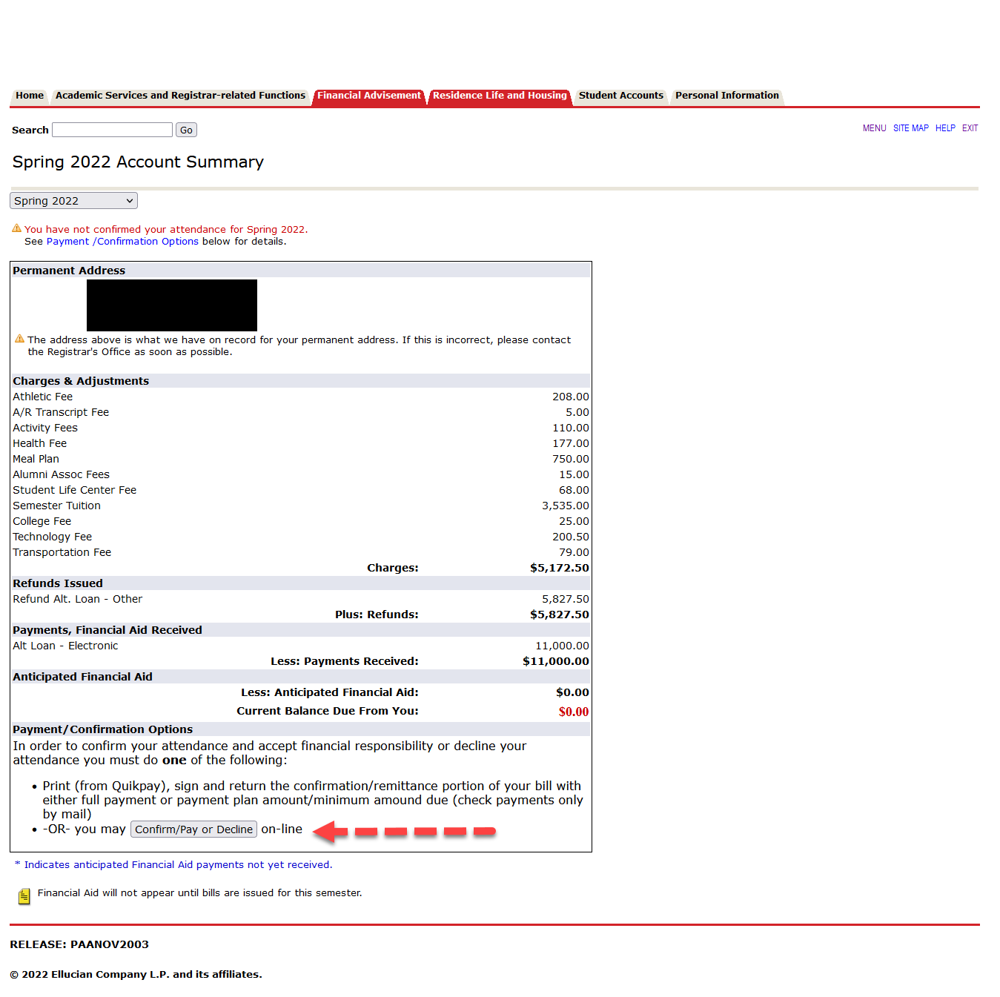 Home Academic Services and Registrar-related Functions Financial Advisement Residence Life and Housing Student Accounts Personal Information
Search Go MENU SITE MAP HELP EXIT
Spring 2022 Account Summary
Spring 2022
You have not confirmed your attendance for Spring 2022.
See Payment /Confirmation Options below for details.
Permanent Address
The address above is what we have on record for your permanent address. If this is incorrect, please contact
the Registrar's Office as soon as possible.
Charges & Adjustments
Athletic Fee 208.00
A/R Transcript Fee 5.00
Activity Fees 110.00
Health Fee 177.00
Meal Plan 750.00
Alumni Assoc Fees 15.00
Student Life Center Fee 68.00
Semester Tuition 3,535.00
College Fee 25.00
Technology Fee 200.50
Transportation Fee 79.00
Charges: $5,172.50
Refunds Issued
Refund Alt. Loan - Other 5,827.50
Plus: Refunds: $5,827.50
Payments, Financial Aid Received
Alt Loan - Electronic 11,000.00
Less: Payments Received: $11,000.00
Anticipated Financial Aid
Less: Anticipated Financial Aid: $0.00
Current Balance Due From You: $0.00
Payment/Confirmation Options
In order to confirm your attendance and accept financial responsibility or decline your
attendance you must do one of the following:
• Print (from Quikpay), sign and return the confirmation/remittance portion of your bill with
either full payment or payment plan amount/minimum amound due (check payments only
by mail)
• -OR- you may Confirm/Pay or Decline on-line
* Indicates anticipated Financial Aid payments not yet received.
Financial Aid will not appear until bills are issued for this semester.
RELEASE: PAANOV2003
© 2022 Ellucian Company L.P. and its affiliates.